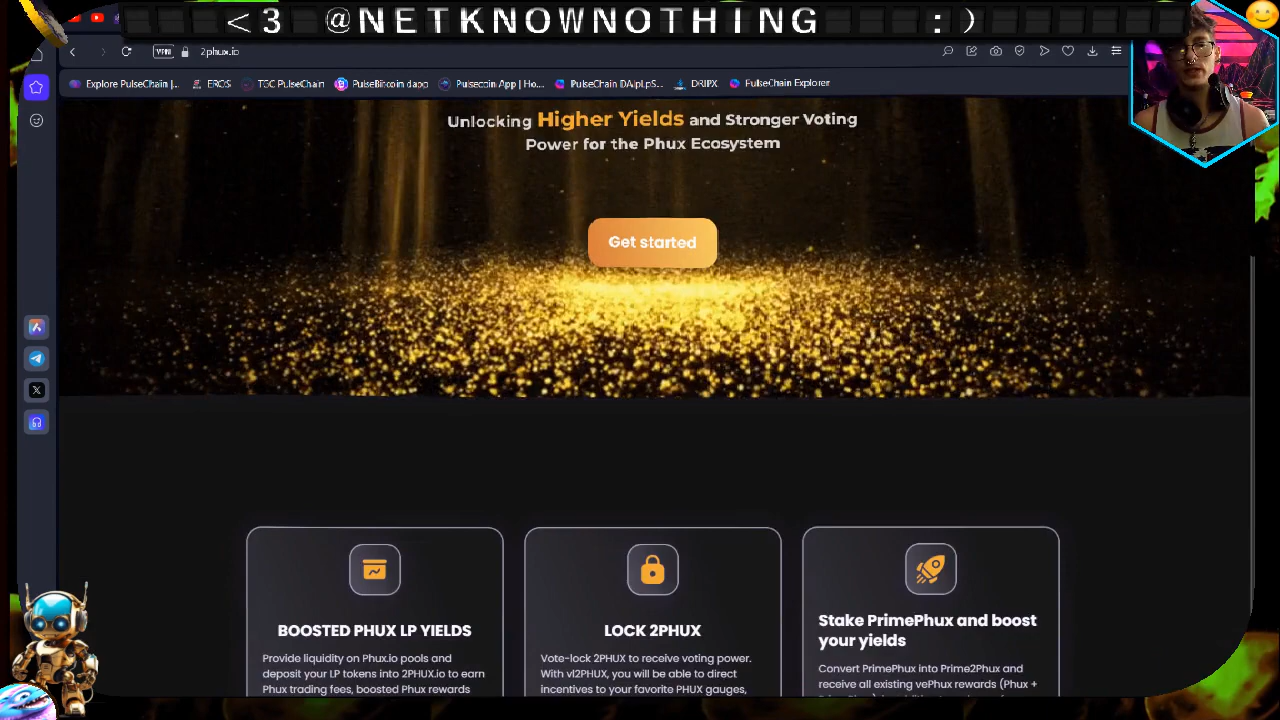 <3 @NETKNOWNOTHING :)
VPN 2phux.io
Explore PulseChain |... EROS TGC PulseChain PulseBitcoin dapp Pulsecoin App | Ho... PulseChain DAIpLpS... DRIPX PulseChain Explorer
Unlocking Higher Yields and Stronger Voting
Power for the Phux Ecosystem
Get started
BOOSTED PHUX LP YIELDS
Provide liquidity on Phux.io pools and
deposit your LP tokens into 2PHUX.io to earn
Phux trading fees, boosted Phux rewards
LOCK 2PHUX
Vote-lock 2PHUX to receive voting power.
With vl2PHUX, you will be able to direct
incentives to your favorite PHUX gauges,
Stake PrimePhux and boost
your yields
Convert PrimePhux into Prime2Phux and
receive all existing vePhux rewards (Phux +